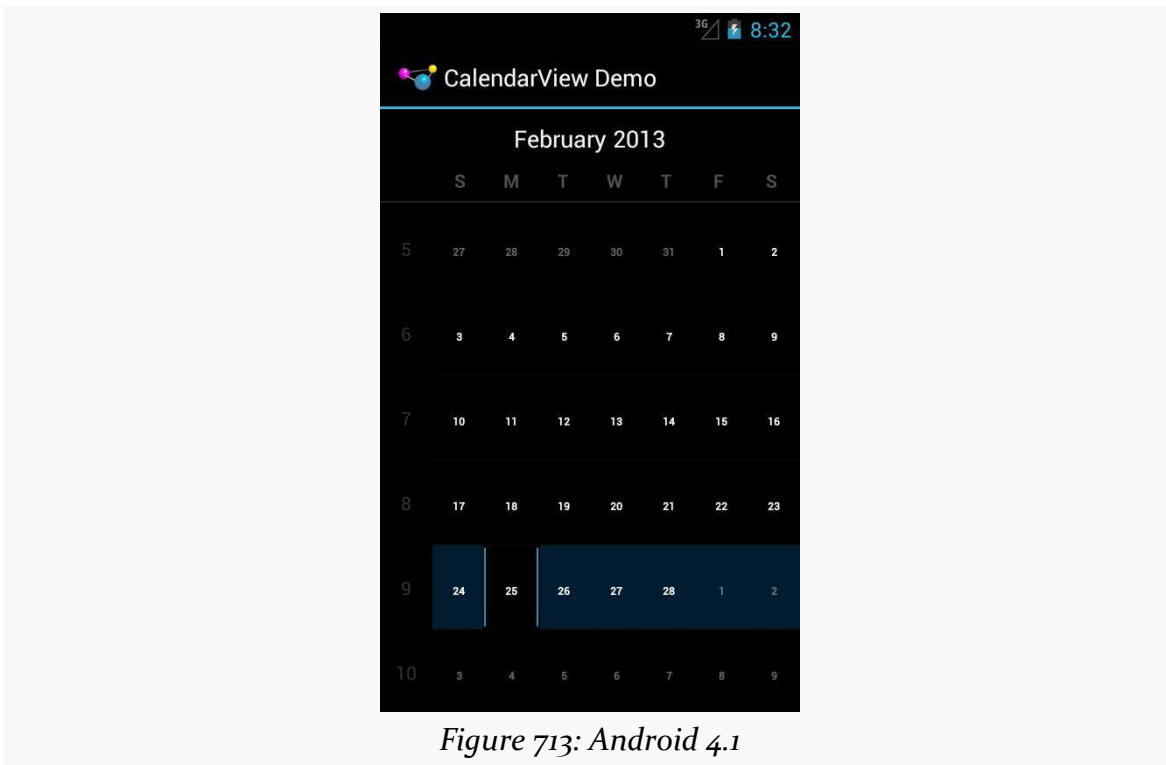 3G 8:32
CalendarView Demo
February 2013
S M T W T F S
5 27 28 29 30 31 1 2
6 3 4 5 6 7 8 9
7 10 11 12 13 14 15 16
8 17 18 19 20 21 22 23
9 24 25 26 27 28 1 2
10 3 4 5 6 7 8 9
Figure 713: Android 4.1